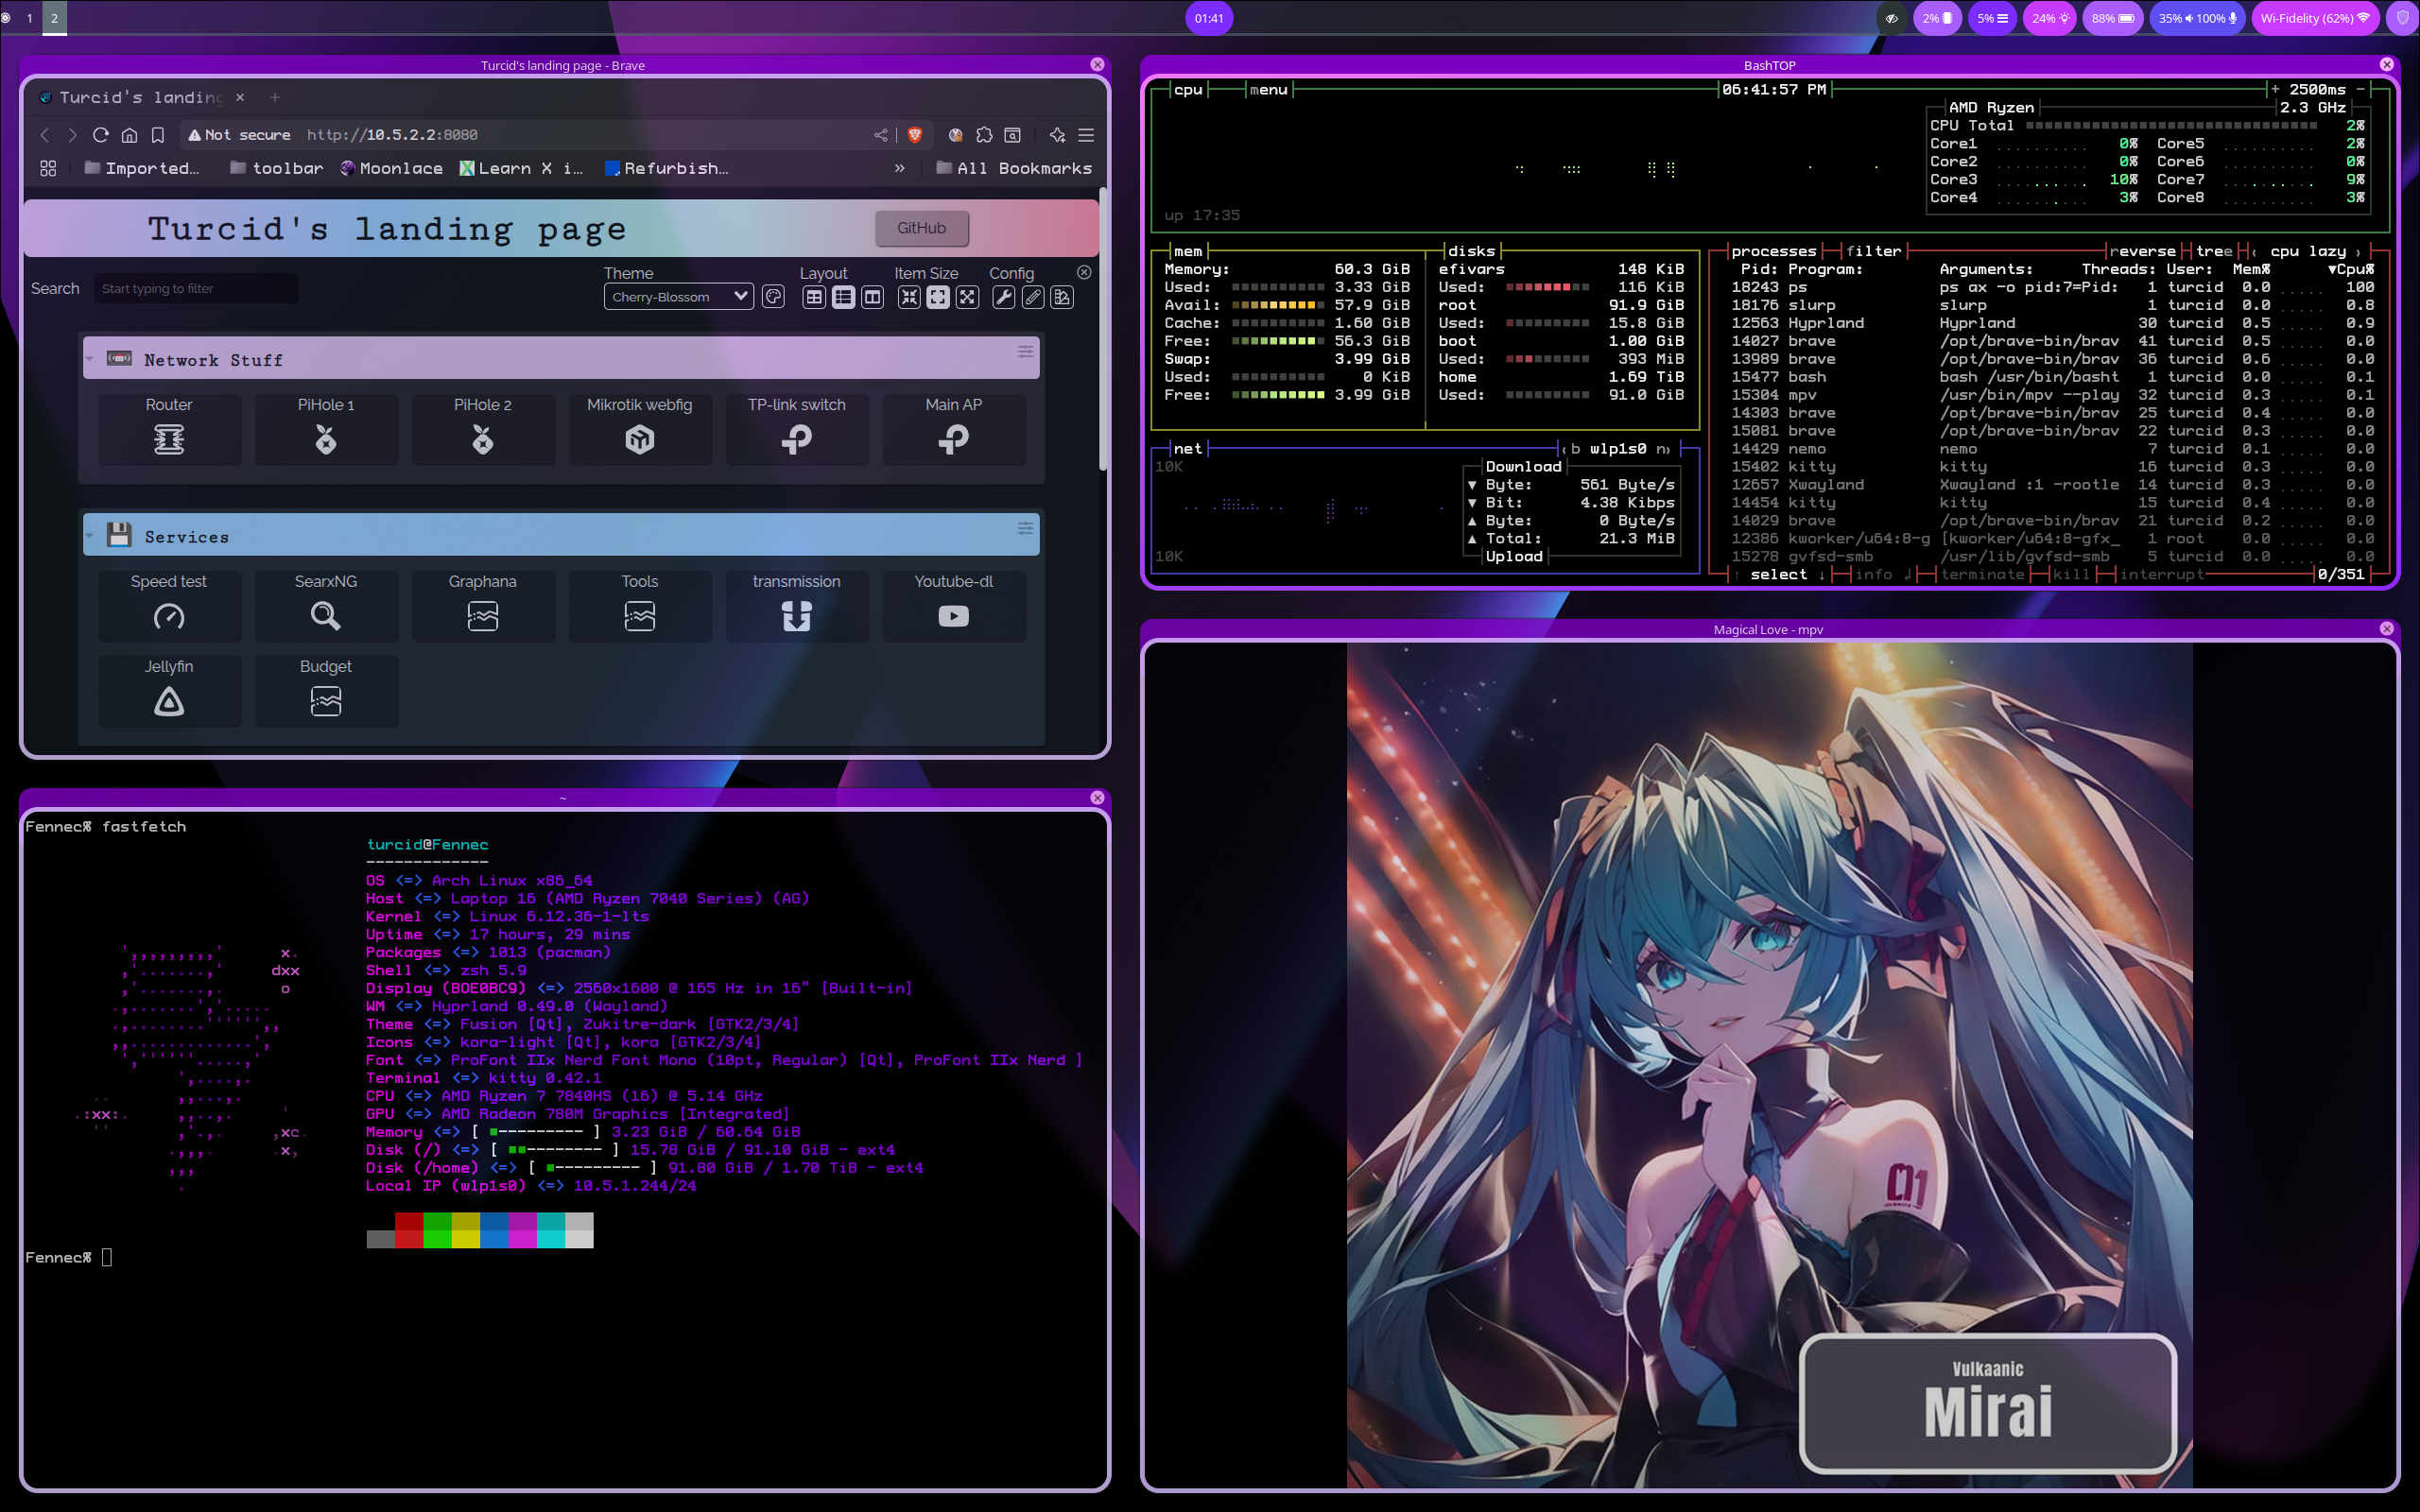 1 2
01:41
2% 5% 24% 88% 35% 100% Wi-Fidelity (62%)
Turcid's landing page - Brave
Turcid's landing
Not secure http://10.5.2.2:8080
Imported... toolbar Moonlace Learn X i... Refurbish... » All Bookmarks
Turcid's landing page
GitHub
Search Start typing to filter
Theme Layout Item Size Config
Cherry-Blossom
Network Stuff
Router PiHole 1 PiHole 2 Mikrotik webfig TP-link switch Main AP
Services
Speed test SearxNG Graphana Tools transmission Youtube-dl
Jellyfin Budget
BashTOP
cpu menu 06:41:57 PM + 2500ms -
AMD Ryzen 2.3 GHz
CPU Total 2%
Core1 0% Core5 2%
Core2 0% Core6 0%
Core3 10% Core7 9%
Core4 3% Core8 3%
up 17:35
mem disks
Memory: 60.3 GiB efivars 148 KiB
Used: 3.33 GiB Used: 116 KiB
Avail: 57.9 GiB root 91.9 GiB
Cache: 1.60 GiB Used: 15.8 GiB
Free: 56.3 GiB boot 1.00 GiB
Swap: 3.99 GiB Used: 393 MiB
Used: 0 KiB home 1.69 TiB
Free: 3.99 GiB Used: 91.0 GiB
net b wlp1s0 n
10K
Download
▼ Byte: 561 Byte/s
▼ Bit: 4.38 Kibps
▲ Byte: 0 Byte/s
▲ Total: 21.3 MiB
10K
Upload
processes filter reverse tree cpu lazy
Pid: Program: Arguments: Threads: User: Mem% ▼Cpu%
18243 ps ps ax -o pid:7=Pid: 1 turcid 0.0 100
18176 slurp slurp 1 turcid 0.0 0.8
12563 Hyprland Hyprland 30 turcid 0.5 0.9
14027 brave /opt/brave-bin/brav 41 turcid 0.5 0.0
13989 brave /opt/brave-bin/brav 36 turcid 0.6 0.0
15477 bash bash /usr/bin/basht 1 turcid 0.0 0.1
15304 mpv /usr/bin/mpv --play 32 turcid 0.3 0.1
14303 brave /opt/brave-bin/brav 25 turcid 0.4 0.0
15081 brave /opt/brave-bin/brav 22 turcid 0.3 0.0
14429 nemo nemo 7 turcid 0.1 0.0
15402 kitty kitty 16 turcid 0.3 0.0
12657 Xwayland Xwayland :1 -rootle 14 turcid 0.3 0.0
14454 kitty kitty 15 turcid 0.4 0.0
14029 brave /opt/brave-bin/brav 21 turcid 0.2 0.0
12386 kworker/u64:8-g [kworker/u64:8-gfx_ 1 root 0.0 0.0
15278 gvfsd-smb /usr/lib/gvfsd-smb 5 turcid 0.0 0.0
↑ select ↓ info ↲ terminate kill interrupt 0/351
~
Fennec% fastfetch
turcid@Fennec
-------------
OS <=> Arch Linux x86_64
Host <=> Laptop 16 (AMD Ryzen 7040 Series) (AG)
Kernel <=> Linux 6.12.36-1-lts
Uptime <=> 17 hours, 29 mins
Packages <=> 1013 (pacman)
Shell <=> zsh 5.9
Display (BOE0BC9) <=> 2560x1600 @ 165 Hz in 16" [Built-in]
WM <=> Hyprland 0.49.0 (Wayland)
Theme <=> Fusion [Qt], Zukitre-dark [GTK2/3/4]
Icons <=> kora-light [Qt], kora [GTK2/3/4]
Font <=> ProFont IIx Nerd Font Mono (10pt, Regular) [Qt], ProFont IIx Nerd ]
Terminal <=> kitty 0.42.1
CPU <=> AMD Ryzen 7 7840HS (16) @ 5.14 GHz
GPU <=> AMD Radeon 780M Graphics [Integrated]
Memory <=> [ ■--------- ] 3.23 GiB / 60.64 GiB
Disk (/) <=> [ ■■-------- ] 15.78 GiB / 91.10 GiB - ext4
Disk (/home) <=> [ ■--------- ] 91.80 GiB / 1.70 TiB - ext4
Local IP (wlp1s0) <=> 10.5.1.244/24
Fennec%
Magical Love - mpv
01
Vulkaanic
Mirai